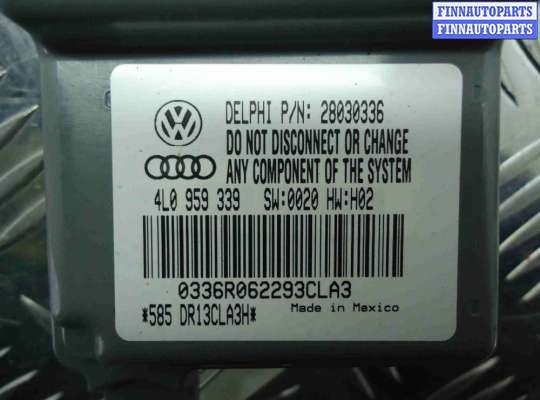 FINNAUTOPARTS
FINNAUTOPARTS
DELPHI P/N: 28030336
DO NOT DISCONNECT OR CHANGE
ANY COMPONENT OF THE SYSTEM
4L0 959 339 SW:0020 HW:H02
0336R062293CLA3
*585 DR13CLA3H* Made in Mexico